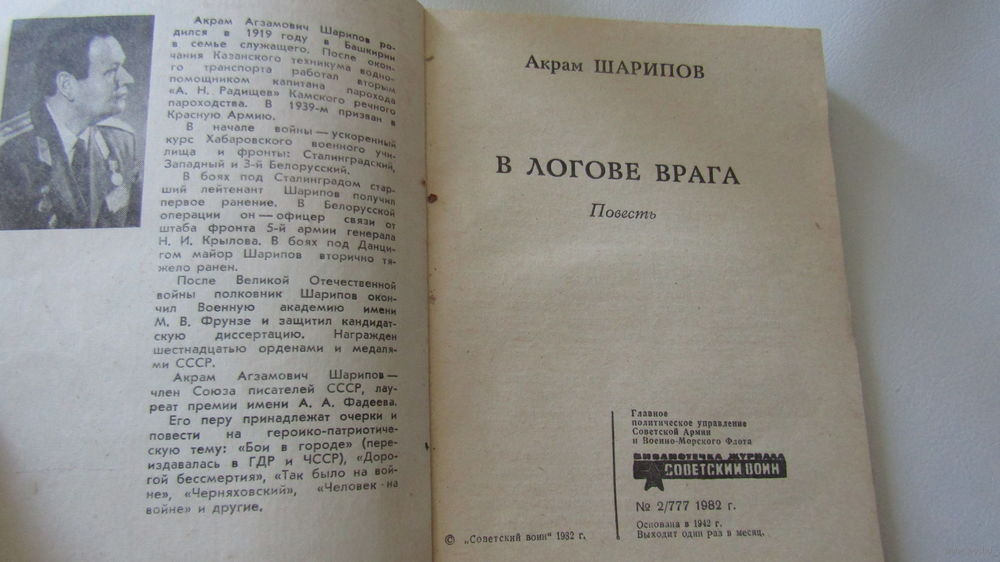 Акрам Агзамович Шарипов ро-
дился в 1919 году в Башкирии
в семье служащего. После окон-
чания Казанского техникума водно-
го транспорта работал вторым
помощником капитана парохода
«А. Н. Радищев» Камского речного
пароходства. В 1939-м призван в
Красную Армию.
В начале войны — ускоренный
курс Хабаровского военного учи-
лища и фронты: Сталинградский,
Западный и 3-й Белорусский.
В боях под Сталинградом стар-
ший лейтенант Шарипов получил
первое ранение. В Белорусской
операции он — офицер связи от
штаба фронта 5-й армии генерала
Н. И. Крылова. В боях под Данци-
гом майор Шарипов вторично тя-
жело ранен.
После Великой Отечественной
войны полковник Шарипов окон-
чил Военную академию имени
М. В. Фрунзе и защитил кандидат-
скую диссертацию. Награжден
шестнадцатью орденами и медаля-
ми СССР.
Акрам Агзамович Шарипов —
член Союза писателей СССР, лау-
реат премии имени А. А. Фадеева.
Его перу принадлежат очерки и
повести на героико-патриотиче-
скую тему: «Бои в городе» (пере-
издавалась в ГДР и ЧССР), «Доро-
гой бессмертия», «Так было на вой-
не», «Черняховский», «Человек на
войне» и другие.
Акрам ШАРИПОВ
В ЛОГОВЕ ВРАГА
Повесть
Главное
политическое управление
Советской Армии
и Военно-Морского Флота
БИБЛИОТЕЧКА ЖУРНАЛА
СОВЕТСКИЙ ВОИН
№ 2/777 1982 г.
Основана в 1942 г.
Выходит один раз в месяц.
© „Советский воин" 1982 г.